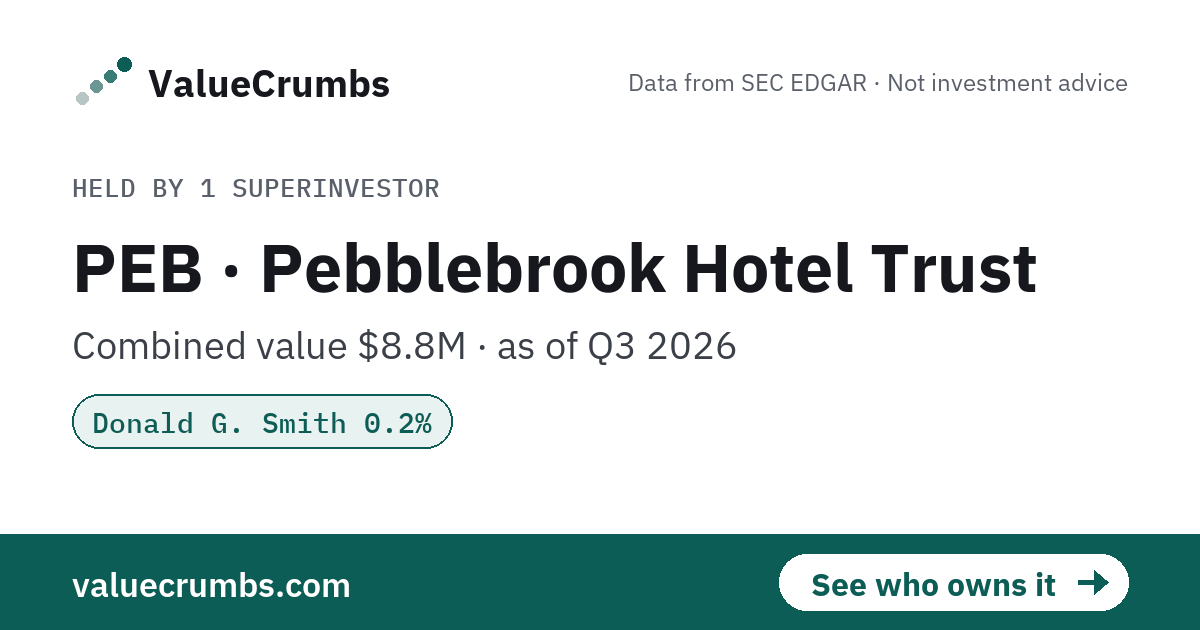 ValueCrumbs
Data from SEC EDGAR · Not investment advice
HELD BY 1 SUPERINVESTOR
PEB · Pebblebrook Hotel Trust
Combined value $8.8M · as of Q3 2026
Donald G. Smith 0.2%
valuecrumbs.com
See who owns it →